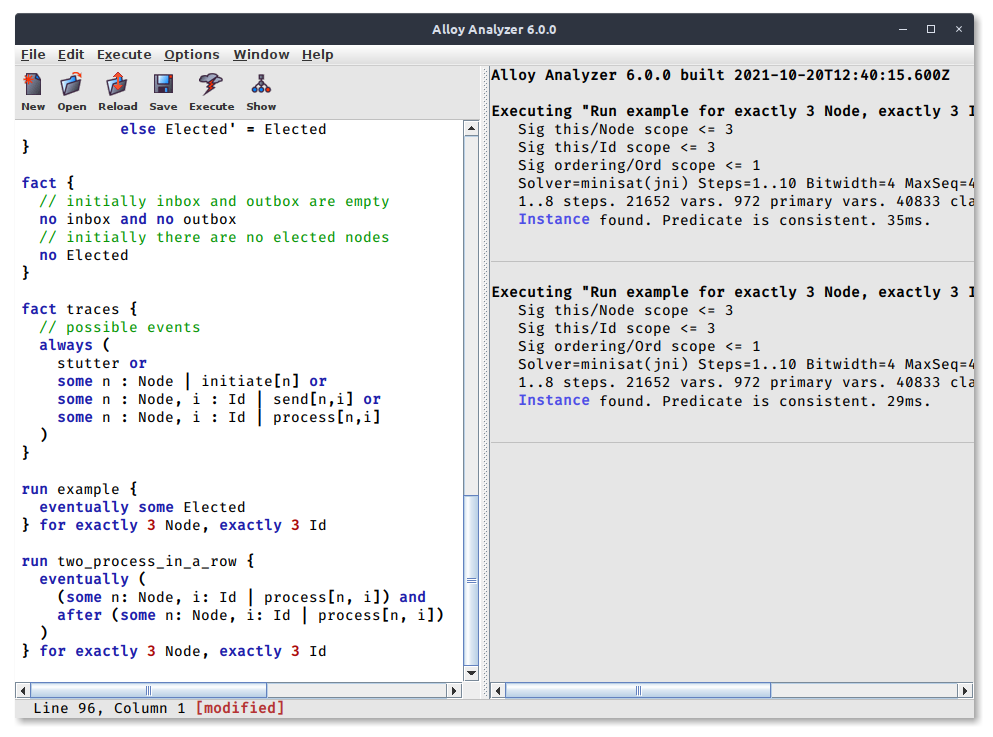 Alloy Analyzer 6.0.0
File Edit Execute Options Window Help
New Open Reload Save Execute Show
else Elected' = Elected
}
fact {
// initially inbox and outbox are empty
no inbox and no outbox
// initially there are no elected nodes
no Elected
}
fact traces {
// possible events
always (
stutter or
some n : Node | initiate[n] or
some n : Node, i : Id | send[n,i] or
some n : Node, i : Id | process[n,i]
)
}
run example {
eventually some Elected
} for exactly 3 Node, exactly 3 Id
run two_process_in_a_row {
eventually (
(some n: Node, i: Id | process[n, i]) and
after (some n: Node, i: Id | process[n, i])
)
} for exactly 3 Node, exactly 3 Id
Alloy Analyzer 6.0.0 built 2021-10-20T12:40:15.600Z
Executing "Run example for exactly 3 Node, exactly 3 I
Sig this/Node scope <= 3
Sig this/Id scope <= 3
Sig ordering/Ord scope <= 1
Solver=minisat(jni) Steps=1..10 Bitwidth=4 MaxSeq=4
1..8 steps. 21652 vars. 972 primary vars. 40833 cla
Instance found. Predicate is consistent. 35ms.
Executing "Run example for exactly 3 Node, exactly 3 I
Sig this/Node scope <= 3
Sig this/Id scope <= 3
Sig ordering/Ord scope <= 1
Solver=minisat(jni) Steps=1..10 Bitwidth=4 MaxSeq=4
1..8 steps. 21652 vars. 972 primary vars. 40833 cla
Instance found. Predicate is consistent. 29ms.
Line 96, Column 1 [modified]